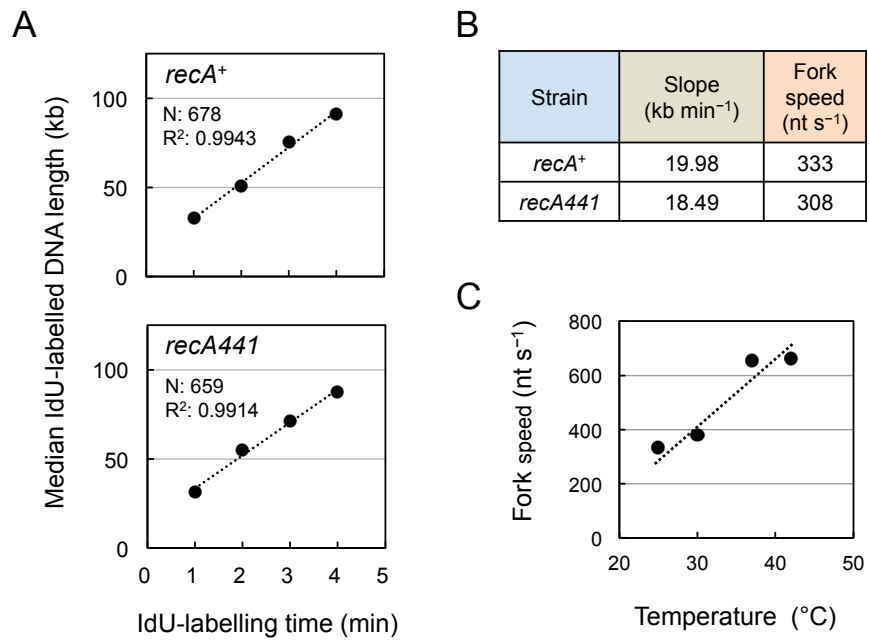 A
Median IdU-labelled DNA length (kb)
recA⁺
N: 678
R²: 0.9943
100
50
0
recA441
N: 659
R²: 0.9914
100
50
0
0 1 2 3 4 5
IdU-labelling time (min)
B
Strain
Slope
(kb min⁻¹)
Fork
speed
(nt s⁻¹)
recA⁺ 19.98 333
recA441 18.49 308
C
Fork speed (nt s⁻¹)
800
600
400
200
0
20 30 40 50
Temperature (°C)